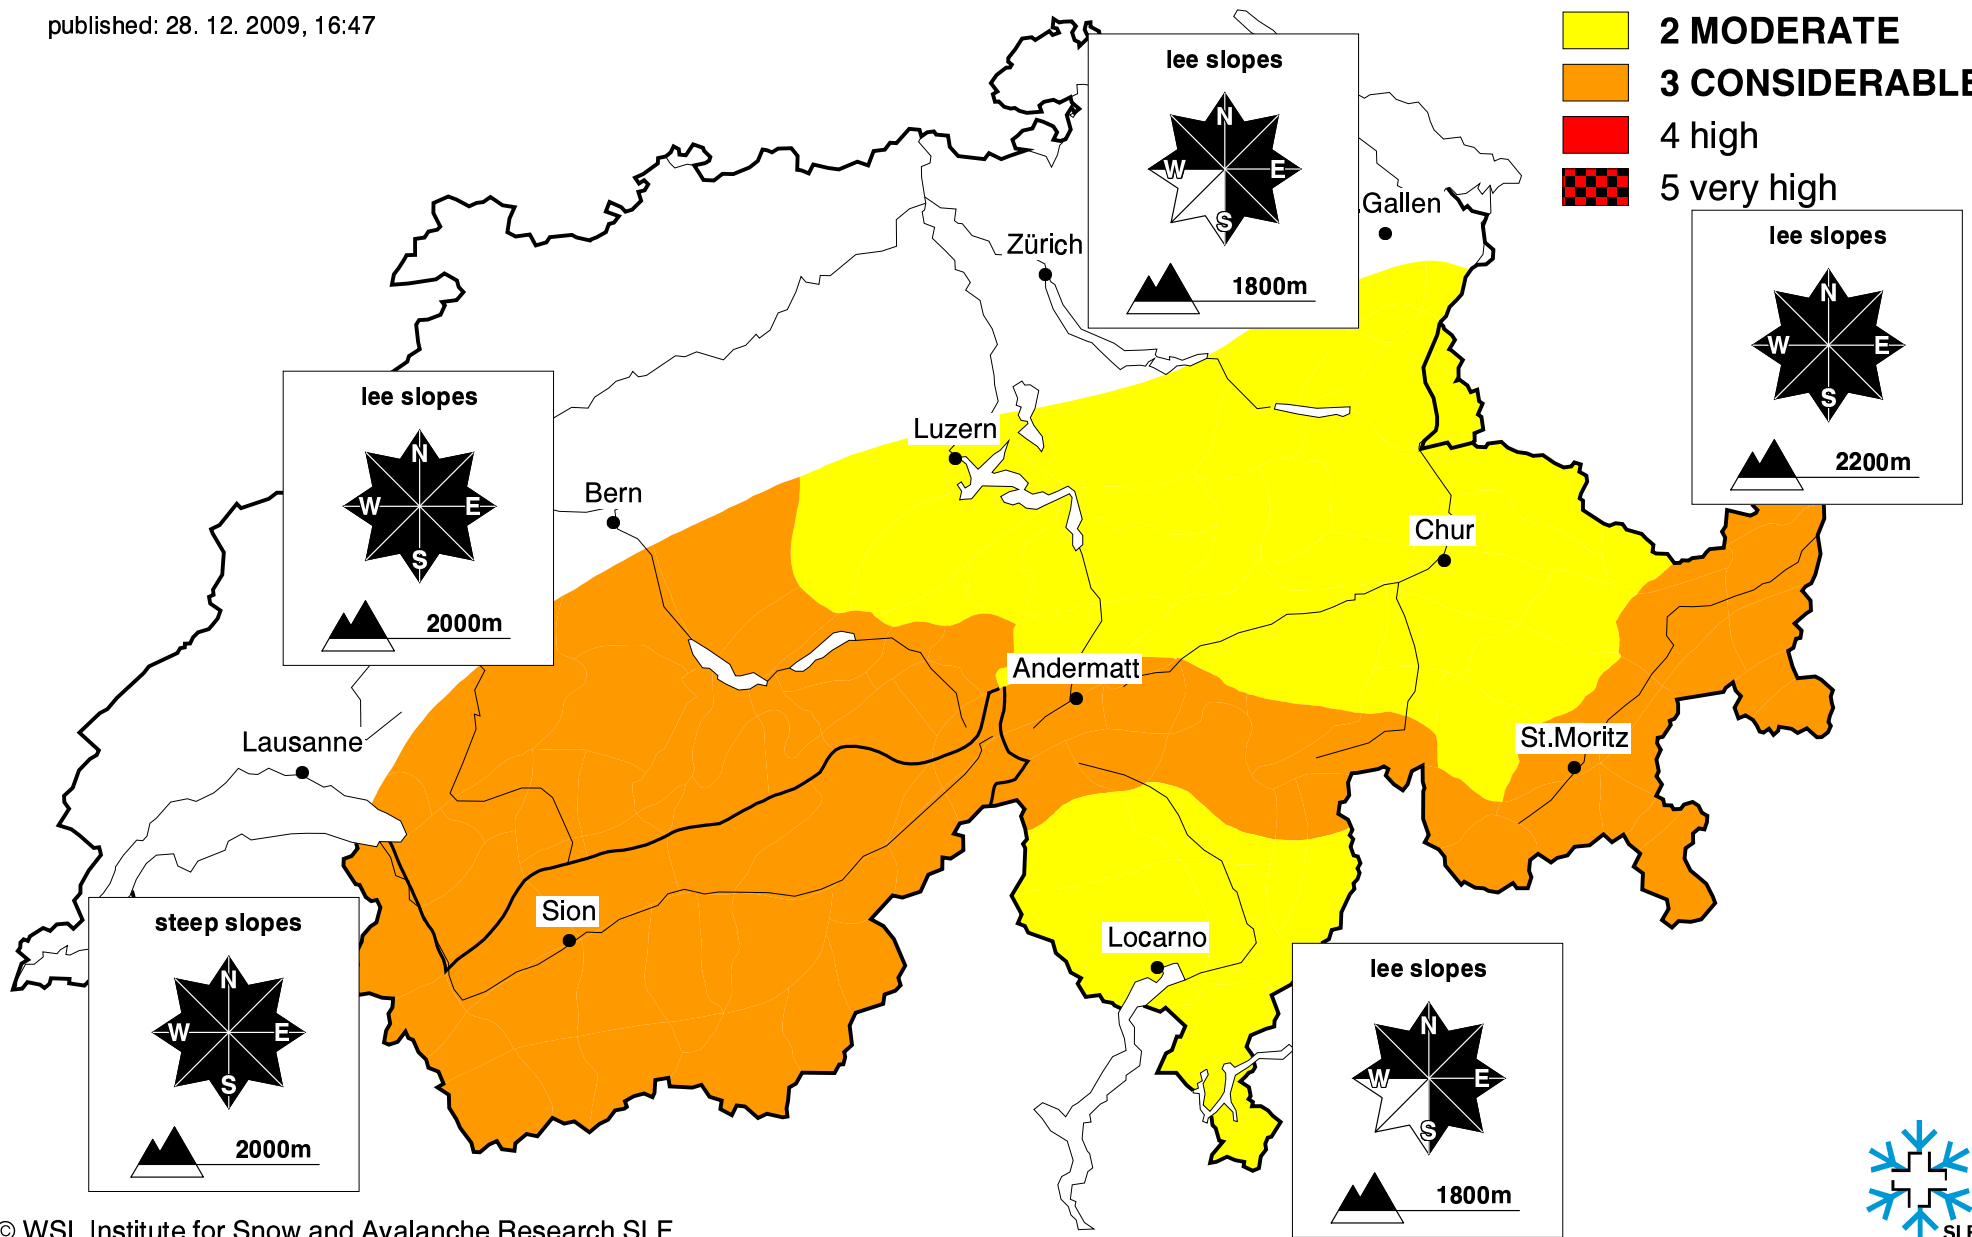 published: 28. 12. 2009, 16:47
2 MODERATE
3 CONSIDERABLE
4 high
5 very high
lee slopes
N
W E
S
1800m
.Gallen
Zürich
lee slopes
N
W E
S
2200m
lee slopes
N
W E
S
2000m
Luzern
Bern
Chur
Andermatt
St.Moritz
Lausanne
Sion
Locarno
steep slopes
N
W E
S
2000m
lee slopes
N
W E
S
1800m
© WSL Institute for Snow and Avalanche Research SLF
SLF